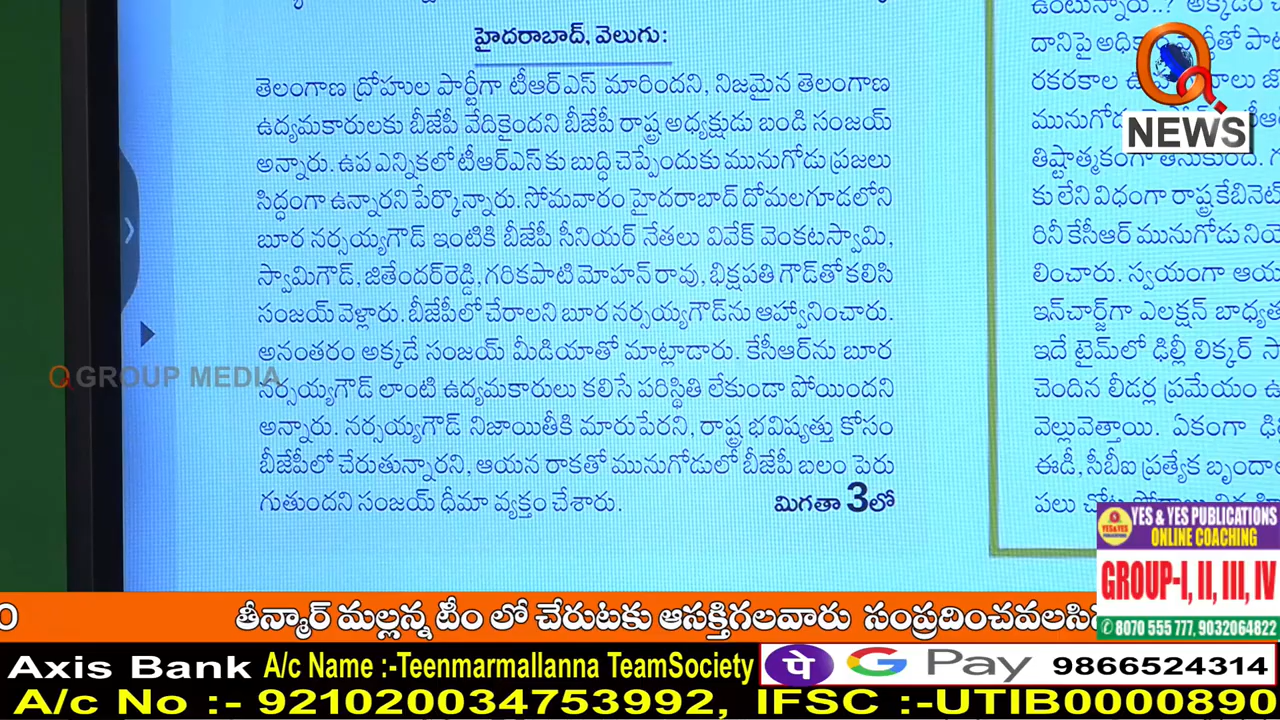 హైదరాబాద్, వెలుగు:
తెలంగాణ ద్రోహుల పార్టీగా టీఆర్ఎస్ మారిందని, నిజమైన తెలంగాణ
ఉద్యమకారులకు బీజేపీ వేదికైందని బీజేపీ రాష్ట్ర అధ్యక్షుడు బండి సంజయ్
అన్నారు. ఉప ఎన్నికలో టీఆర్ఎస్‌కు బుద్ధి చెప్పేందుకు మునుగోడు ప్రజలు
సిద్ధంగా ఉన్నారని పేర్కొన్నారు. సోమవారం హైదరాబాద్ దోమలగూడలోని
బూర నర్సయ్యగౌడ్ ఇంటికి బీజేపీ సీనియర్ నేతలు వివేక్ వెంకటస్వామి,
స్వామిగౌడ్, జితేందర్‌రెడ్డి, గరికపాటి మోహన్ రావు, భిక్షపతి గౌడ్‌తో కలిసి
సంజయ్ వెళ్లారు. బీజేపీలో చేరాలని బూర నర్సయ్యగౌడ్‌ను ఆహ్వానించారు.
అనంతరం అక్కడే సంజయ్ మీడియాతో మాట్లాడారు. కేసీఆర్‌ను బూర
నర్సయ్యగౌడ్ లాంటి ఉద్యమకారులు కలిసే పరిస్థితి లేకుండా పోయిందని
అన్నారు. నర్సయ్యగౌడ్ నిజాయితీకి మారుపేరని, రాష్ట్ర భవిష్యత్తు కోసం
బీజేపీలో చేరుతున్నారని, ఆయన రాకతో మునుగోడులో బీజేపీ బలం పెరు
గుతుందని సంజయ్ ధీమా వ్యక్తం చేశారు.
మిగతా 3లో
ఉంటున్నారు..? అక్కడం
దానిపై అధికార
రకరకాల
మునుగోడు
తిష్టాత్మకంగా తీసుకుంది.
కు లేని విధంగా రాష్ట్ర కేబినెట్
రినీ కేసీఆర్ మునుగోడు
లించారు. స్వయంగా ఆయ
ఇన్‌చార్జ్‌గా ఎలక్షన్ బాధ్యత
ఇదే టైమ్‌లో ఢిల్లీ లిక్కర్
చెందిన లీడర్ల ప్రమేయం
వెల్లువెత్తాయి. ఏకంగా
ఈడీ, సీబీఐ ప్రత్యేక బృందా
పలు చోట్ల
Q
NEWS
Q GROUP MEDIA
YES & YES PUBLICATIONS
ONLINE COACHING
GROUP-I, II, III, IV
8070 555 777, 9032064822
తీన్మార్ మల్లన్న టీం లో చేరుటకు ఆసక్తిగలవారు సంప్రదించవలసి
Axis Bank A/c Name :-Teenmarmallanna TeamSociety
G Pay 9866524314
A/c No :- 921020034753992, IFSC :-UTIB0000890